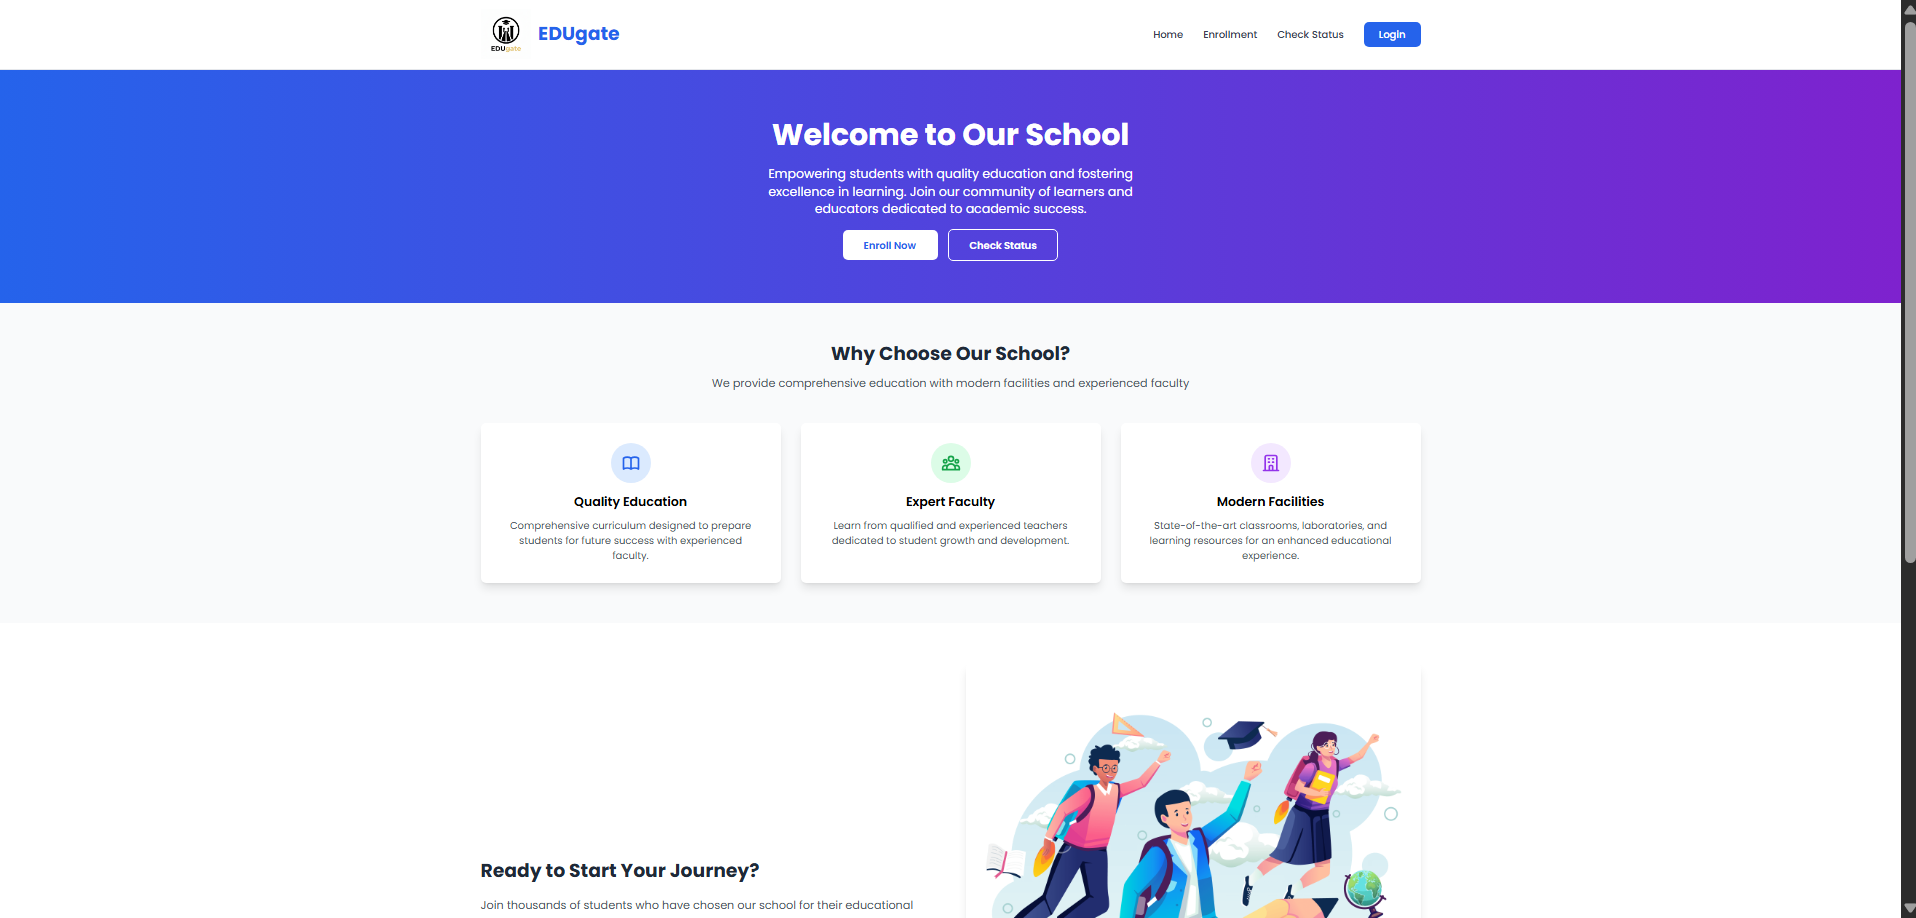 EDUgate
EDUgate
Home
Enrollment
Check Status
Login
Welcome to Our School
Empowering students with quality education and fostering
excellence in learning. Join our community of learners and
educators dedicated to academic success.
Enroll Now
Check Status
Why Choose Our School?
We provide comprehensive education with modern facilities and experienced faculty
Quality Education
Comprehensive curriculum designed to prepare
students for future success with experienced
faculty.
Expert Faculty
Learn from qualified and experienced teachers
dedicated to student growth and development.
Modern Facilities
State-of-the-art classrooms, laboratories, and
learning resources for an enhanced educational
experience.
Ready to Start Your Journey?
Join thousands of students who have chosen our school for their educational